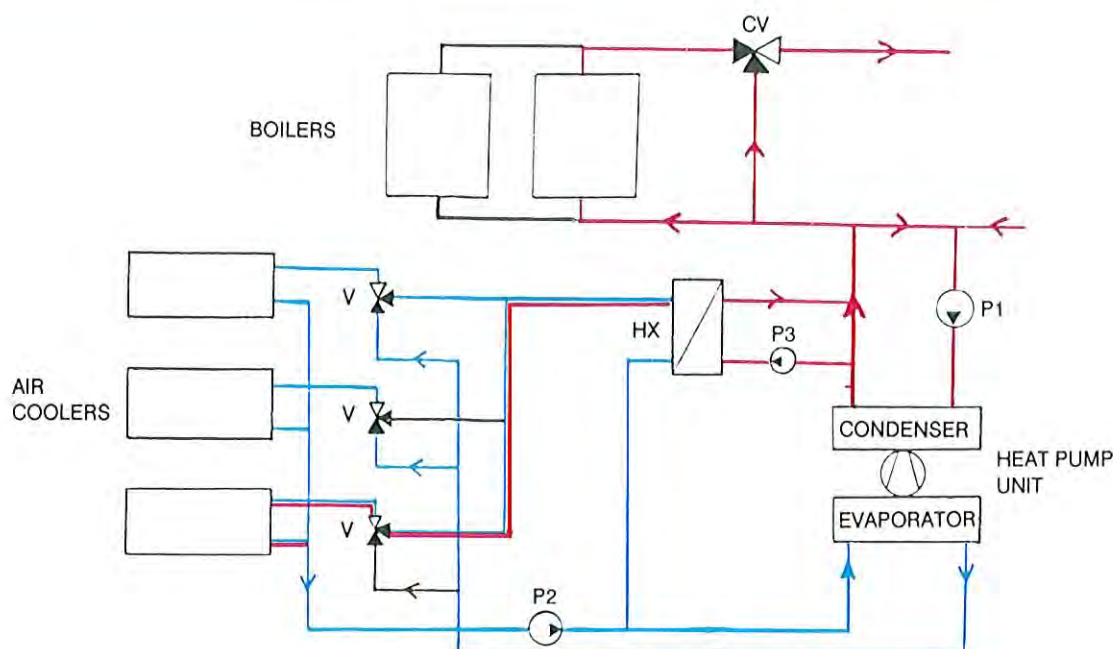 CV
BOILERS
V
HX
P3
P1
AIR
COOLERS
V
CONDENSER
HEAT PUMP
UNIT
V
EVAPORATOR
P2